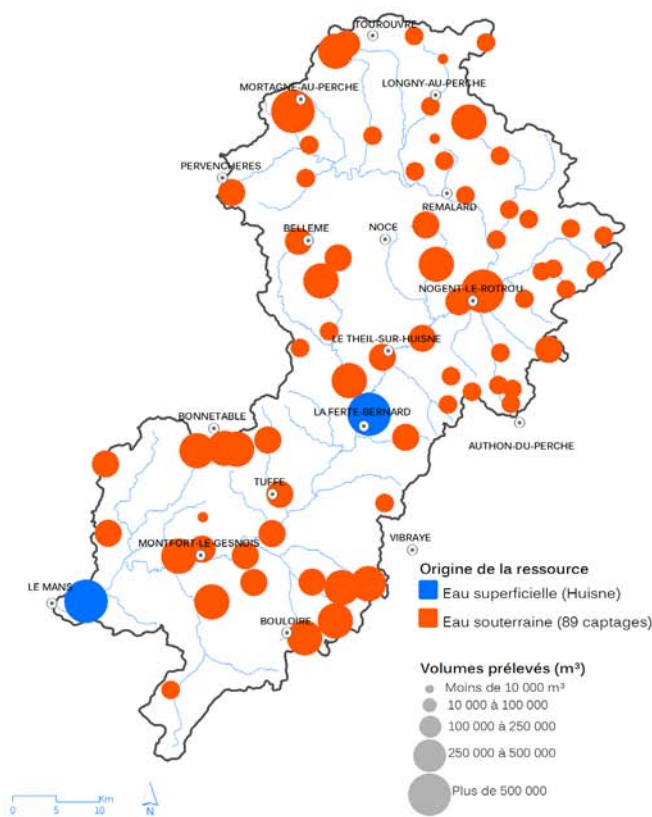 TOUROUVRE
MORTAGNE-AU-PERCHE
LONGNY-AU-PERCHE
PERVENCHERES
REMALARD
BELLEME
NOCE
NOGENT-LE-ROTROU
LE THEIL-SUR-HUISNE
LA FERTE-BERNARD
BONNETABLE
AUTHON-DU-PERCHE
TUFFE
MONTFORT-LE-GESNOIS
VIBRAYE
LE MANS
BOULOIRE
Origine de la ressource
Eau superficielle (Huisne)
Eau souterraine (89 captages)
Volumes prélevés (m³)
Moins de 10 000 m³
10 000 à 100 000
100 000 à 250 000
250 000 à 500 000
Plus de 500 000
Km
0 5 10
N